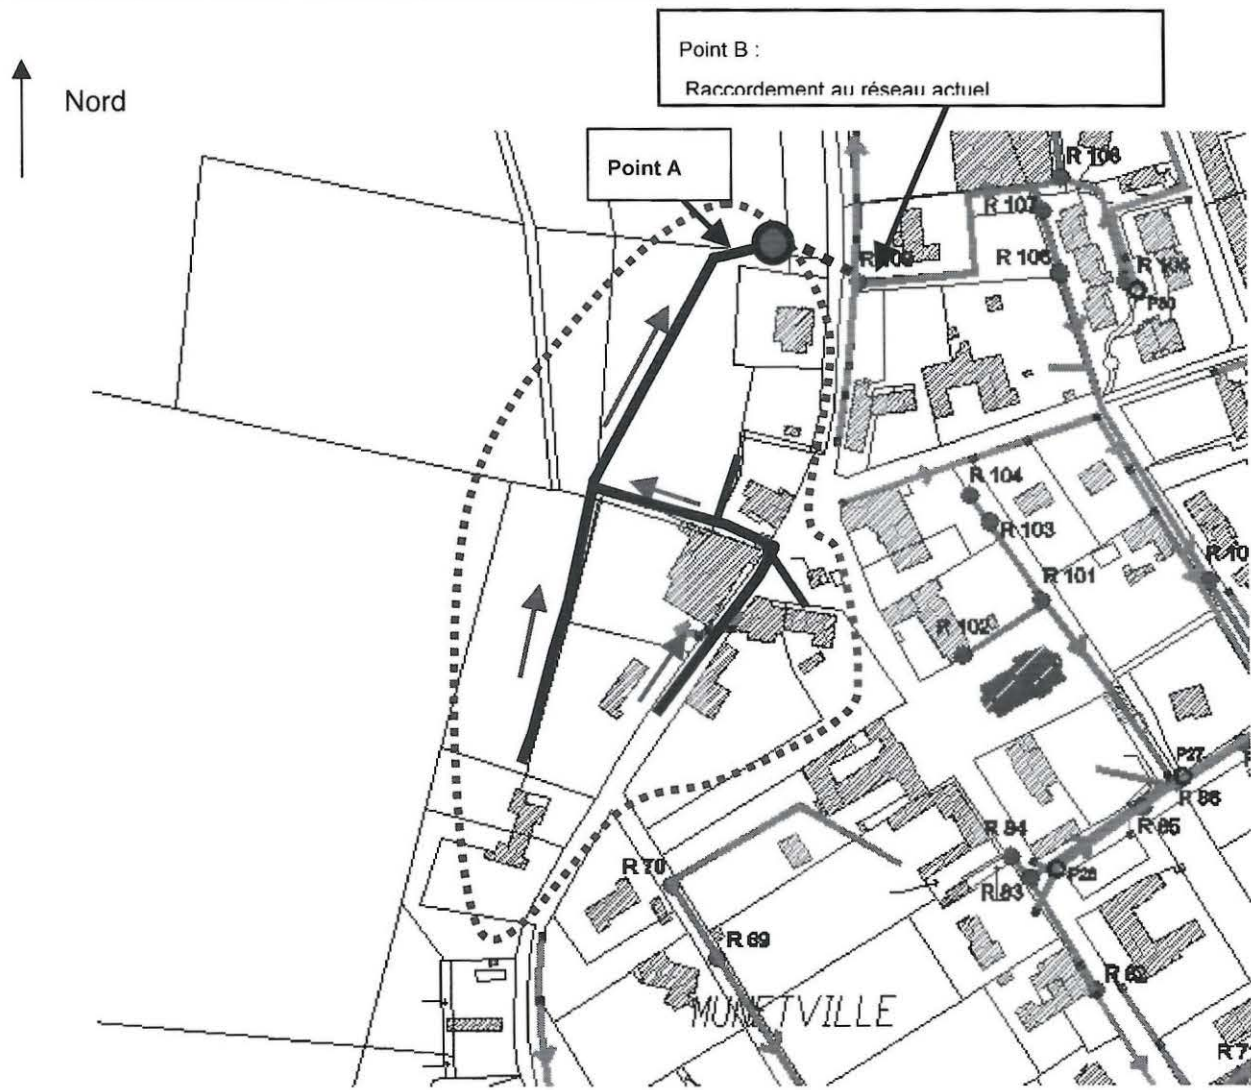 Point B :
Raccordement au réseau actuel
Nord
Point A
R 107
R 106
R 104
R 103
R 101
R 102
P27
R 86
R 85
R 84
R 83
R 70
R 69
MUNETVILLE